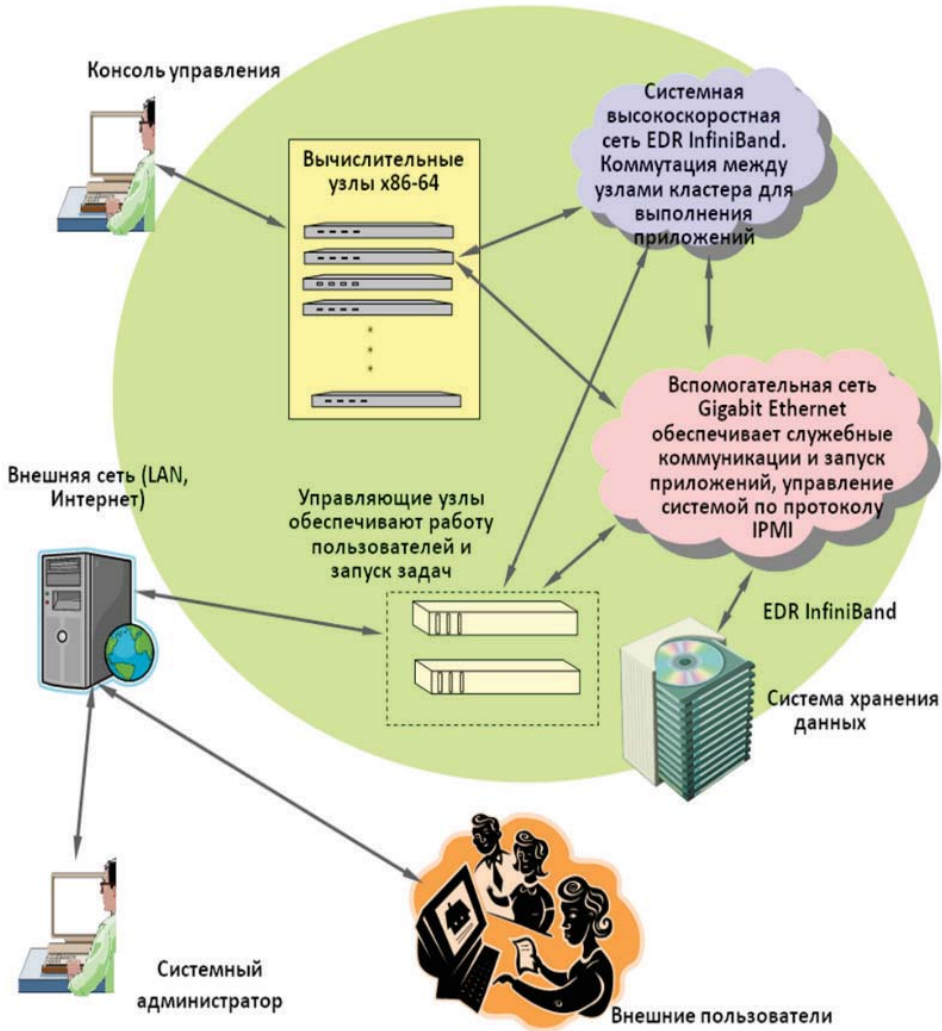 Консоль управления
Системная
высокоскоростная
сеть EDR InfiniBand.
Коммутация между
узлами кластера для
выполнения
приложений
Вычислительные
узлы x86-64
Вспомогательная сеть
Gigabit Ethernet
обеспечивает служебные
коммуникации и запуск
приложений, управление
системой по протоколу
IPMI
Внешняя сеть (LAN,
Интернет)
Управляющие узлы
обеспечивают работу
пользователей и
запуск задач
EDR InfiniBand
Система хранения
данных
Системный
администратор
Внешние пользователи